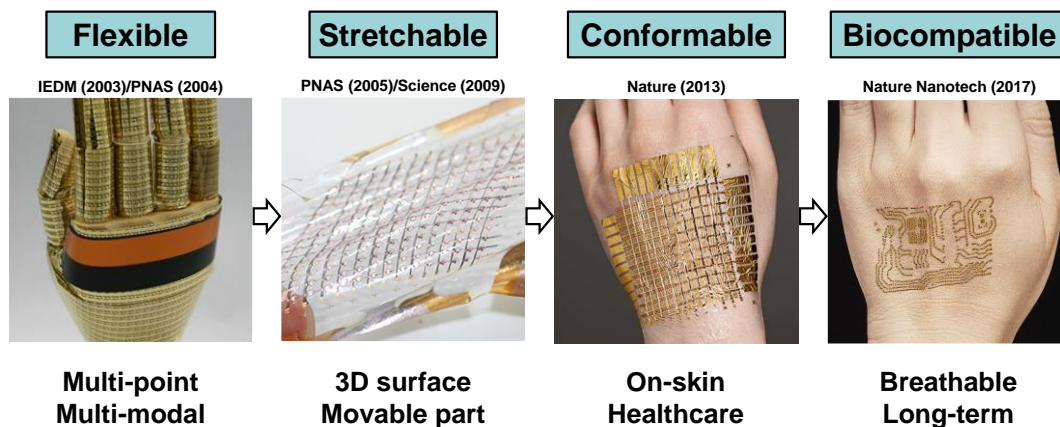 Flexible
Stretchable
Conformable
Biocompatible
IEDM (2003)/PNAS (2004)
PNAS (2005)/Science (2009)
Nature (2013)
Nature Nanotech (2017)
Multi-point
Multi-modal
3D surface
Movable part
On-skin
Healthcare
Breathable
Long-term